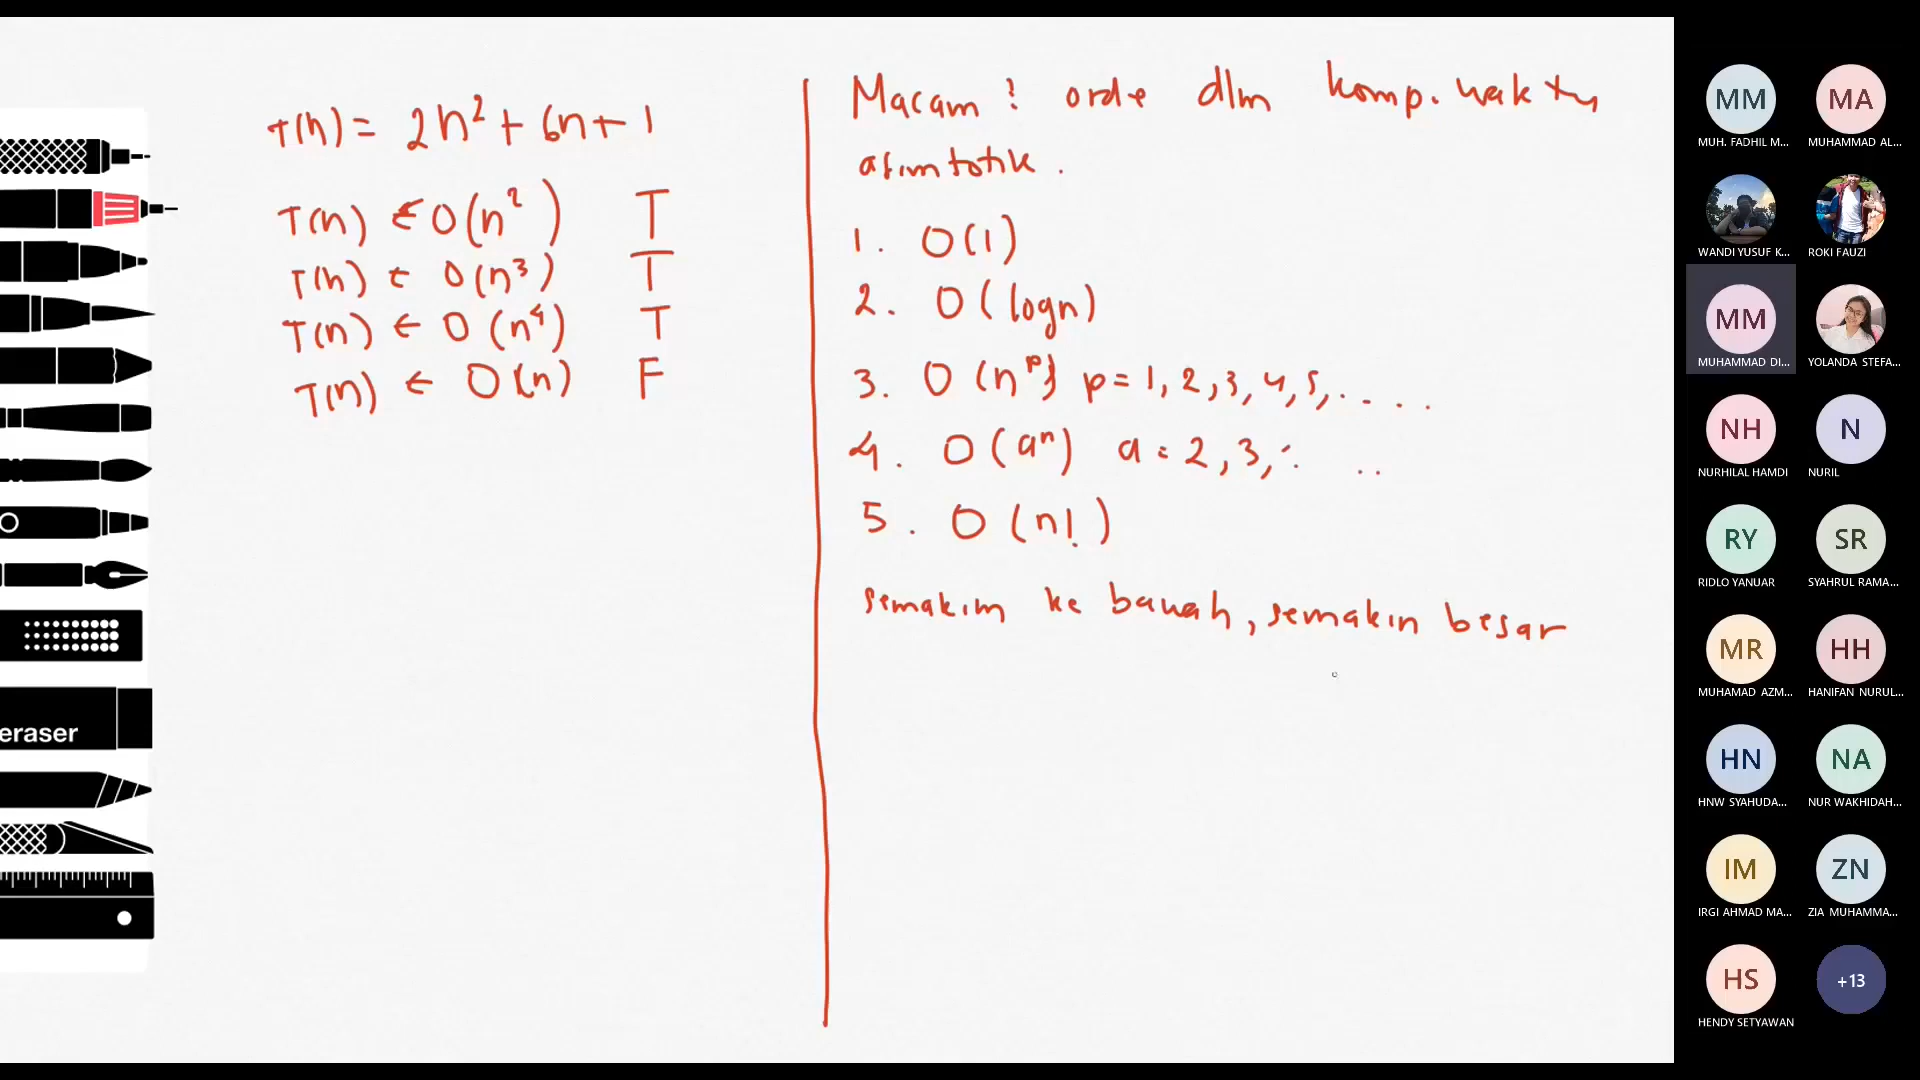 T(n) = 2n² + 6n + 1
T(n) ∈ O(n²) T
T(n) ∈ O(n³) T
T(n) ∈ O(n⁴) T
T(n) ∈ O(n) F
Macam² orde dlm komp. waktu
asimtotik.
1. O(1)
2. O(log n)
3. O(n^p) p = 1, 2, 3, 4, 5, ....
4. O(aⁿ) a = 2, 3, ....
5. O(n!)
semakin ke bawah, semakin besar
eraser
MM
MA
MUH. FADHIL M...
MUHAMMAD AL...
WANDI YUSUF K...
ROKI FAUZI
MM
MUHAMMAD DI...
YOLANDA STEFA...
NH
N
NURHILAL HAMDI
NURIL
RY
SR
RIDLO YANUAR
SYAHRUL RAMA...
MR
HH
MUHAMAD AZM...
HANIFAN NURUL...
HN
NA
HNW SYAHUDA...
NUR WAKHIDAH...
IM
ZN
IRGI AHMAD MA...
ZIA MUHAMMA...
HS
+13
HENDY SETYAWAN